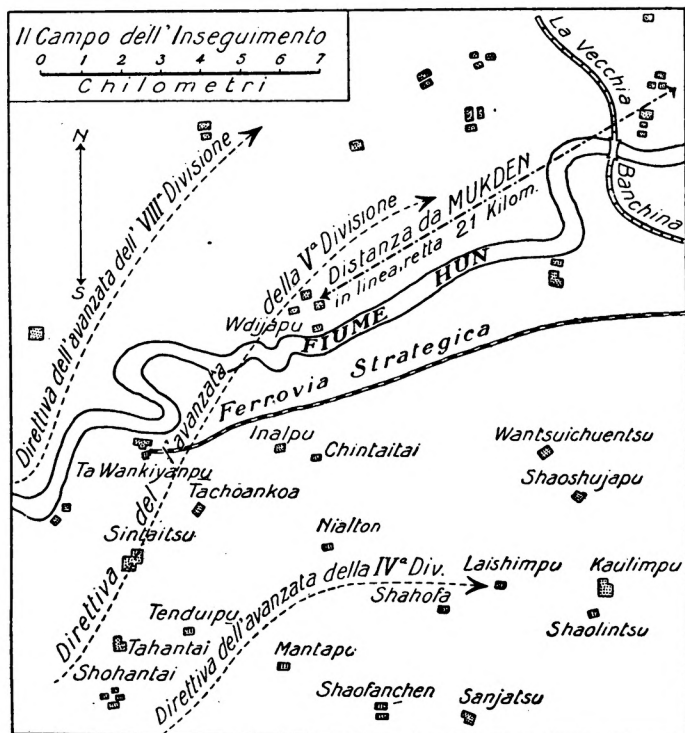 Il Campo dell'Inseguimento
0 1 2 3 4 5 6 7
Chilometri
La Vecchia
Banchina
N
S
Direttiva dell'avanzata dell'VIIIª Divisione
Direttiva dell'avanzata della Vª Divisione
Distanza da MUKDEN
in linea retta 21 Kilom.
Wdijapu
FIUME HUN
Ferrovia Strategica
Inalpu
Chintaitai
Wantsuichuentsu
Ta Wankiyanpu
Shaoshujapu
Tachoankoa
Sintaitsu
Nialton
Direttiva dell'avanzata della IVª Div.
Laishimpu
Kaulimpu
Shahofa
Tenduipu
Shaolintsu
Tahantai
Mantapu
Shohantai
Shaofanchen
Sanjatsu